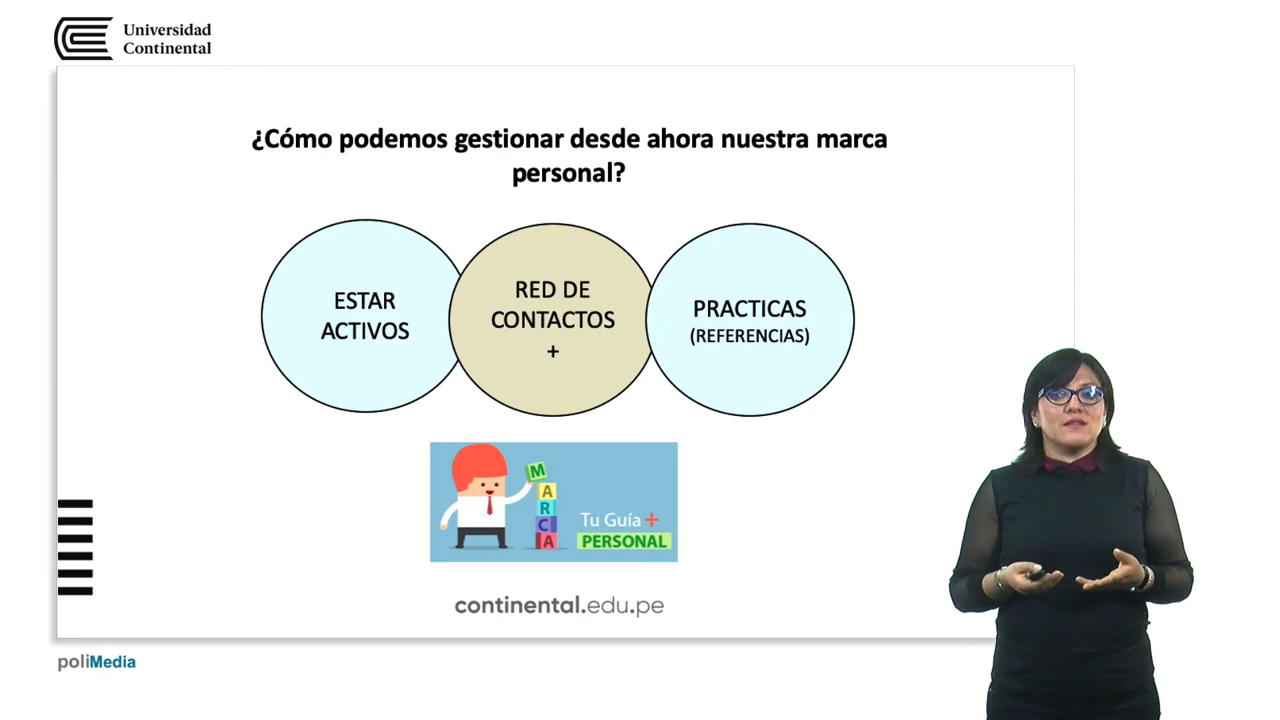 Universidad
Continental
¿Cómo podemos gestionar desde ahora nuestra marca
personal?
ESTAR
ACTIVOS
RED DE
CONTACTOS
+
PRACTICAS
(REFERENCIAS)
M
A
R
C
A
Tu Guía +
PERSONAL
continental.edu.pe
poliMedia